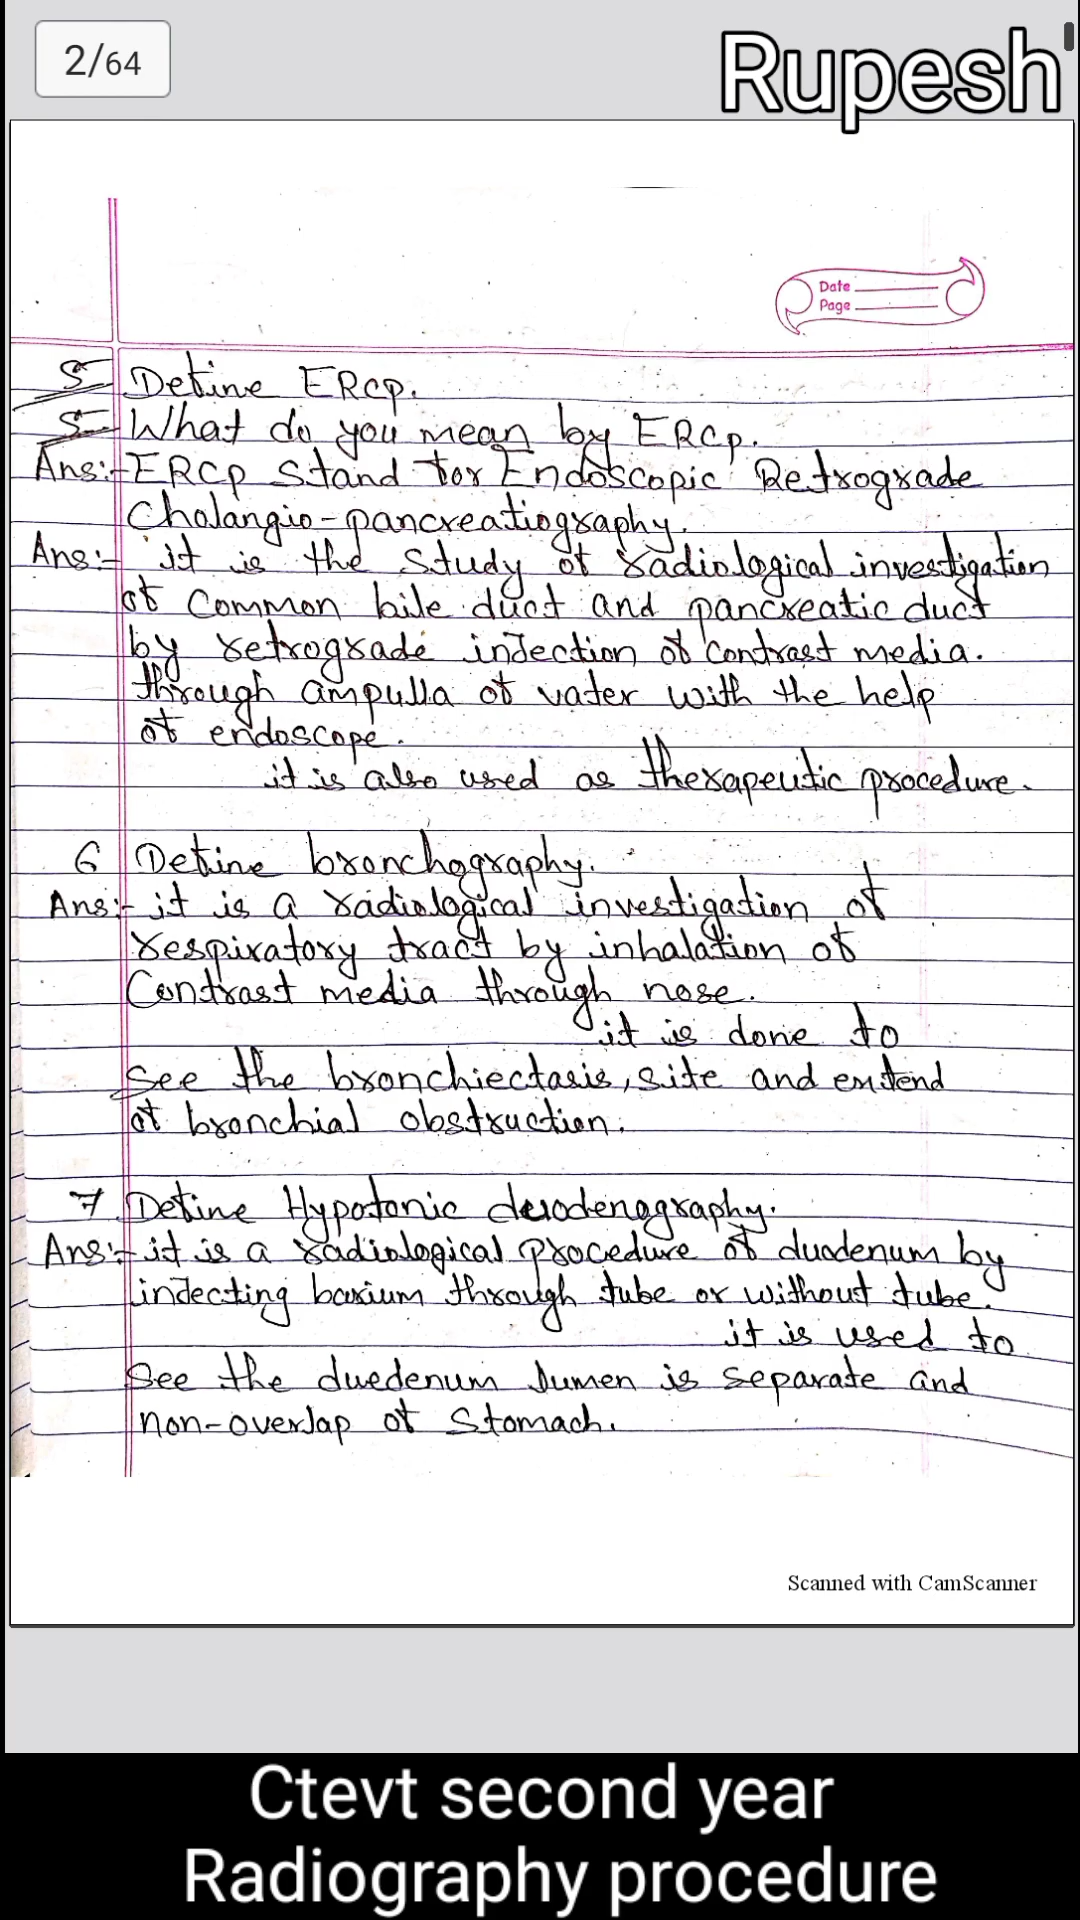 2/64
Rupesh
Date
Page
5 Define ERCP.
5 What do you mean by ERCP.
Ans:- ERCP stand for Endoscopic Retrograde
Cholangio-pancreatiography.
Ans:- it is the study of radiological investigation
of common bile duct and pancreatic duct
by retrograde injection of contrast media.
through ampulla of vater with the help
of endoscope.
it is also used as therapeutic procedure.
6 Define bronchography.
Ans:- it is a radiological investigation of
respiratory tract by inhalation of
Contrast media through nose.
it is done to
see the bronchiectasis, site and extend
of bronchial obstruction.
7 Define Hypotonic deuodenography.
Ans:- it is a radiological procedure of duodenum by
injecting barium through tube or without tube.
it is used to
see the duedenum lumen is separate and
non-overlap of stomach.
Scanned with CamScanner
Ctevt second year
Radiography procedure